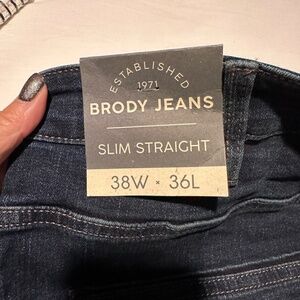 ESTABLISHED
1971
BRODY JEANS
SLIM STRAIGHT
38W × 36L